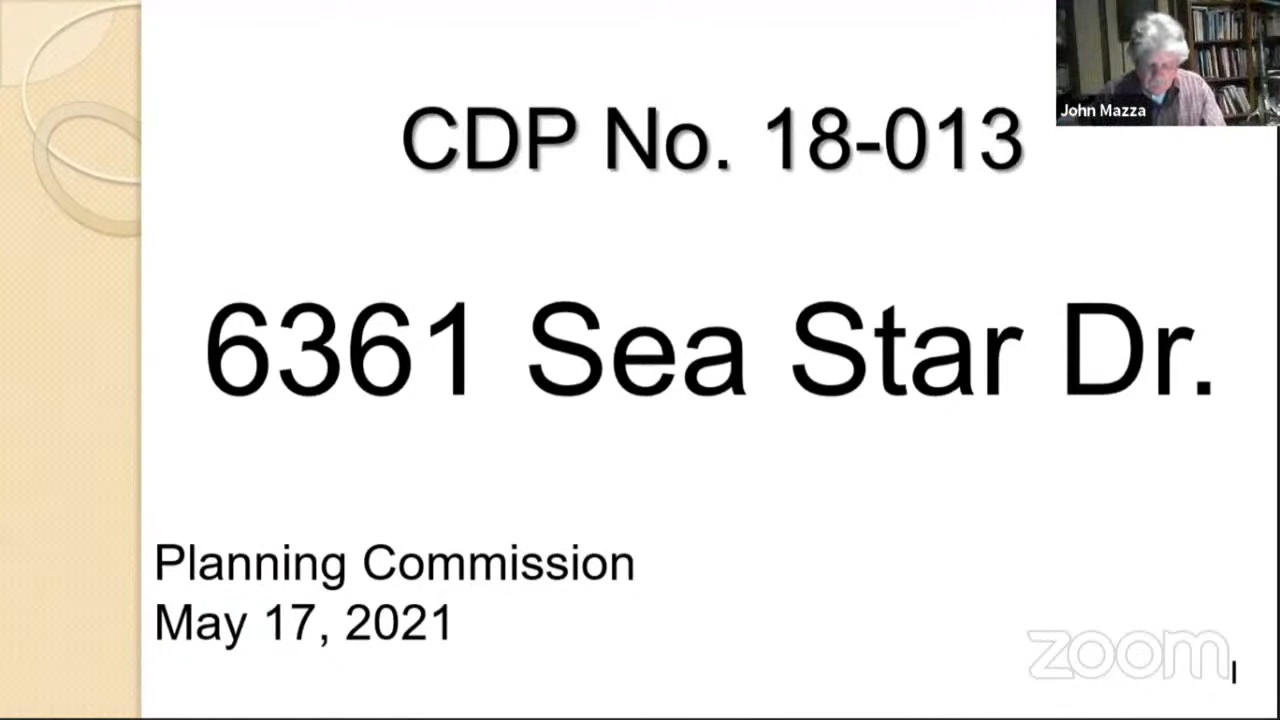 CDP No. 18-013
John Mazza
6361 Sea Star Dr.
Planning Commission
May 17, 2021
zoom